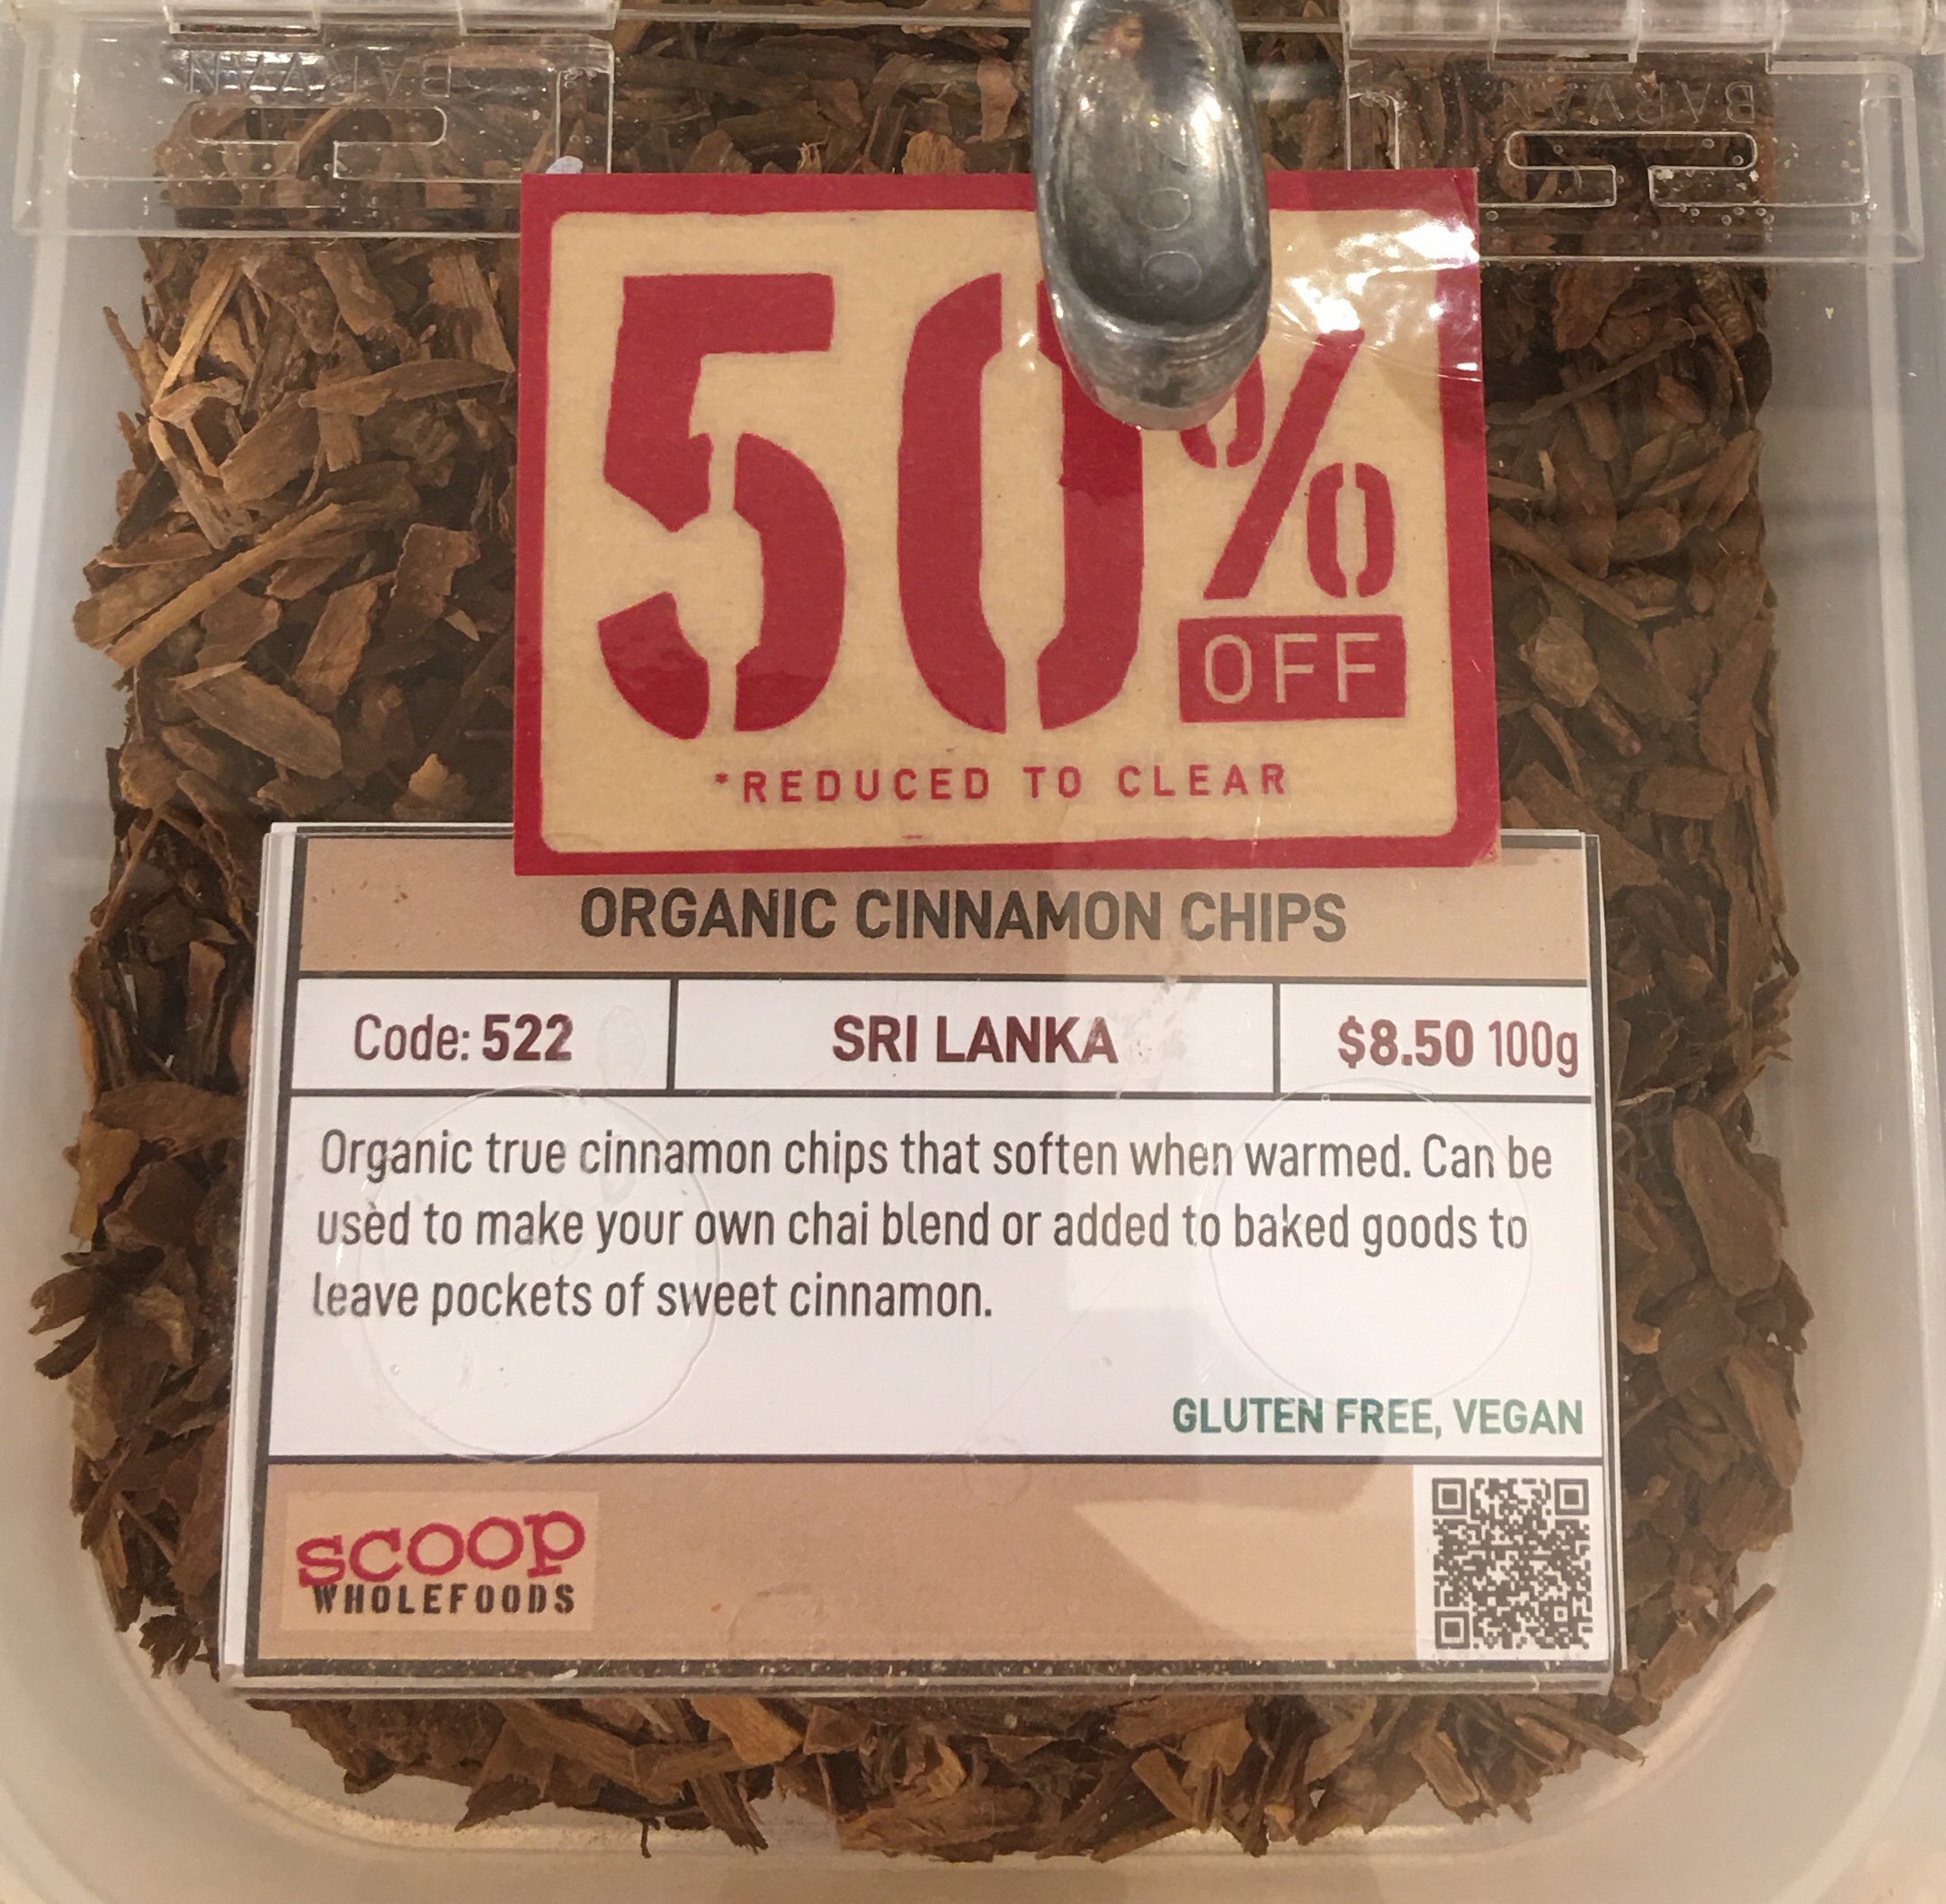 BARVAN
BARVAN
50%
OFF
*REDUCED TO CLEAR
ORGANIC CINNAMON CHIPS
Code: 522
SRI LANKA
$8.50 100g
Organic true cinnamon chips that soften when warmed. Can be
used to make your own chai blend or added to baked goods to
leave pockets of sweet cinnamon.
GLUTEN FREE, VEGAN
scoop
WHOLEFOODS